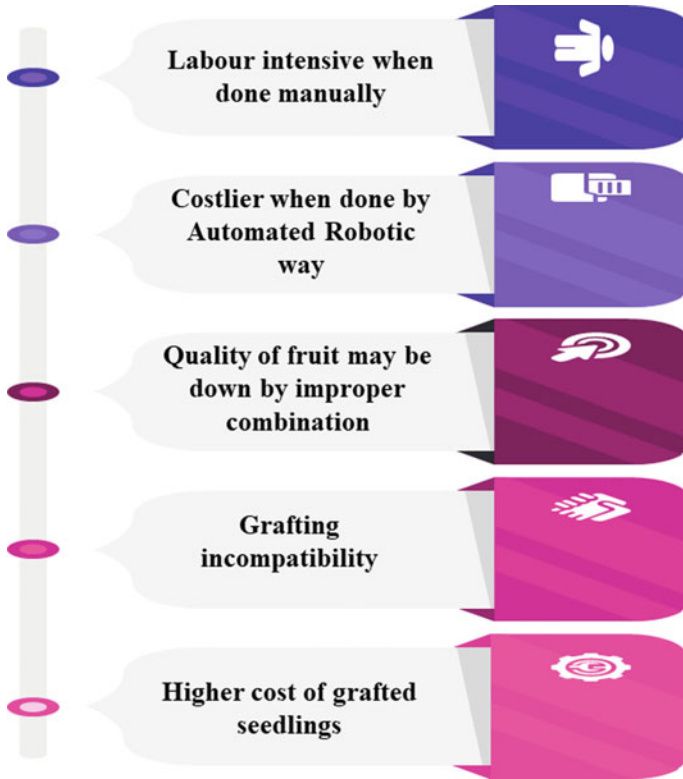 Labour intensive when
done manually
Costlier when done by
Automated Robotic
way
Quality of fruit may be
down by improper
combination
Grafting
incompatibility
Higher cost of grafted
seedlings